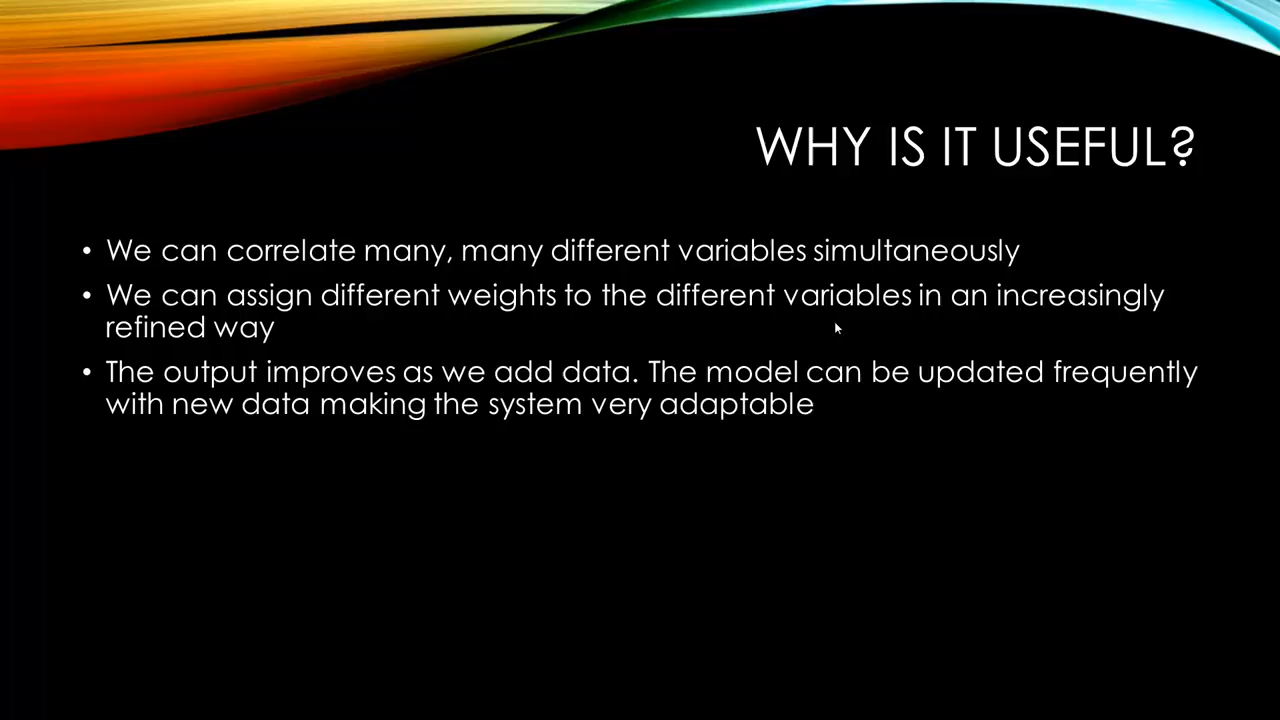 WHY IS IT USEFUL?
• We can correlate many, many different variables simultaneously
• We can assign different weights to the different variables in an increasingly
refined way
• The output improves as we add data. The model can be updated frequently
with new data making the system very adaptable